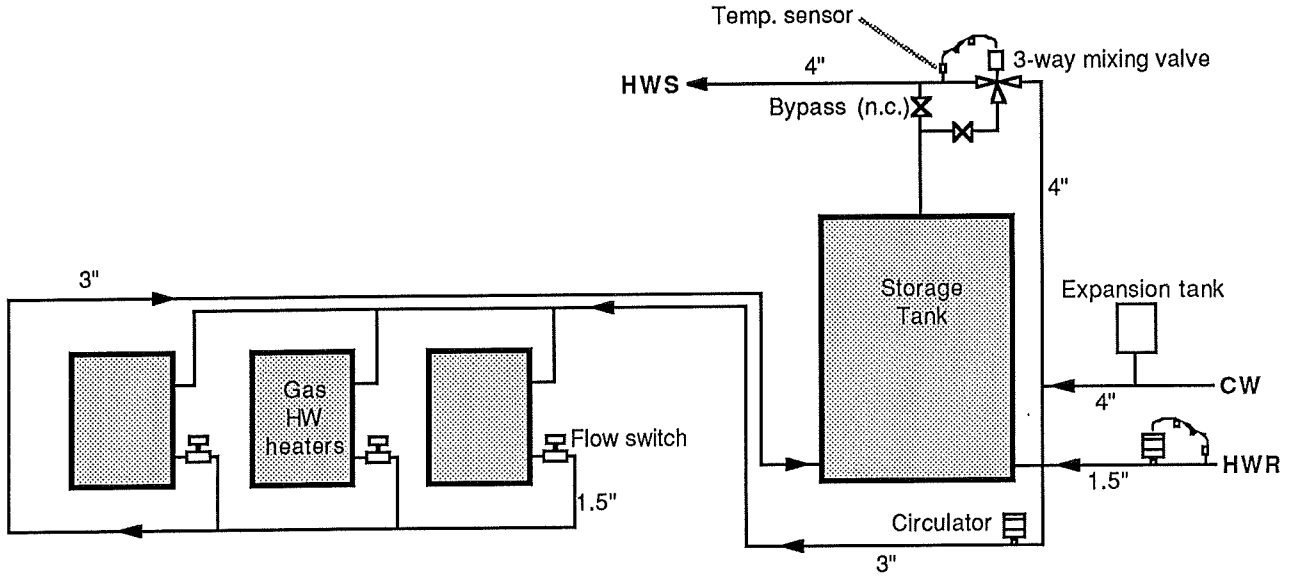 Temp. sensor
3-way mixing valve
4"
HWS
Bypass (n.c.)
4"
3"
Storage
Tank
Expansion tank
Gas
HW
heaters
CW
4"
Flow switch
HWR
1.5"
1.5"
Circulator
3"